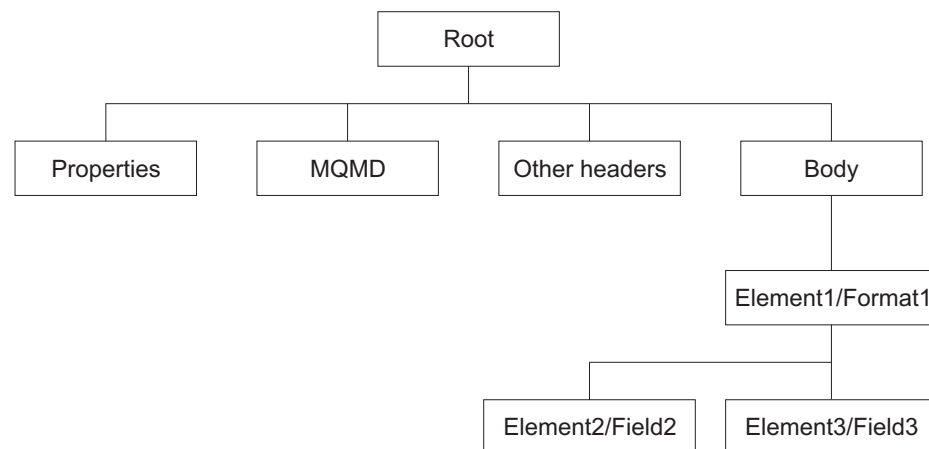 Root
Properties
MQMD
Other headers
Body
Element1/Format1
Element2/Field2
Element3/Field3